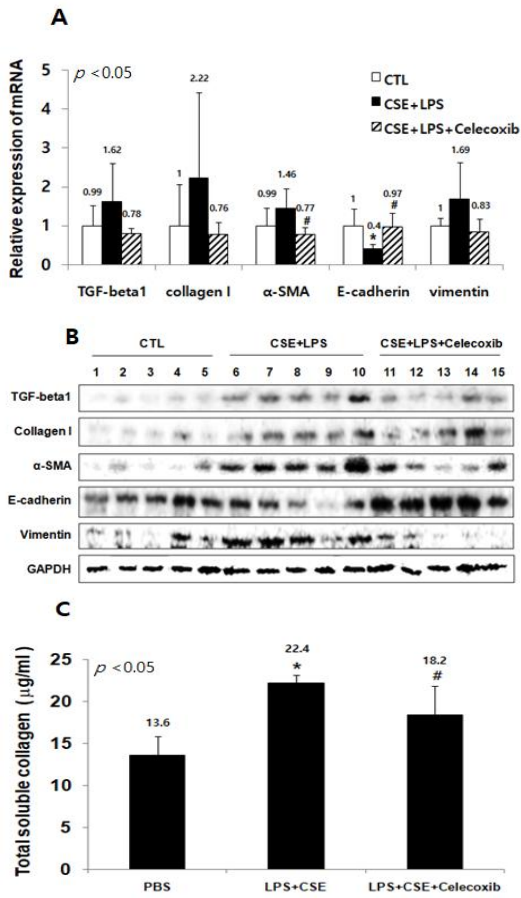 A
Relative expression of mRNA
p <0.05
CTL
CSE+LPS
CSE+LPS+Celecoxib
5
4
3
2
1
0
0.99
1.62
0.78
1
2.22
0.76
0.99
1.46
0.77
#
1
0.4
*
0.97
#
1
1.69
0.83
TGF-beta1 collagen I α-SMA E-cadherin vimentin
B
CTL CSE+LPS CSE+LPS+Celecoxib
1 2 3 4 5 6 7 8 9 10 11 12 13 14 15
TGF-beta1
Collagen I
α-SMA
E-cadherin
Vimentin
GAPDH
C
Total soluble collagen (μg/ml)
p <0.05
25
20
15
10
5
0
13.6
22.4
*
18.2
#
PBS LPS+CSE LPS+CSE+Celecoxib